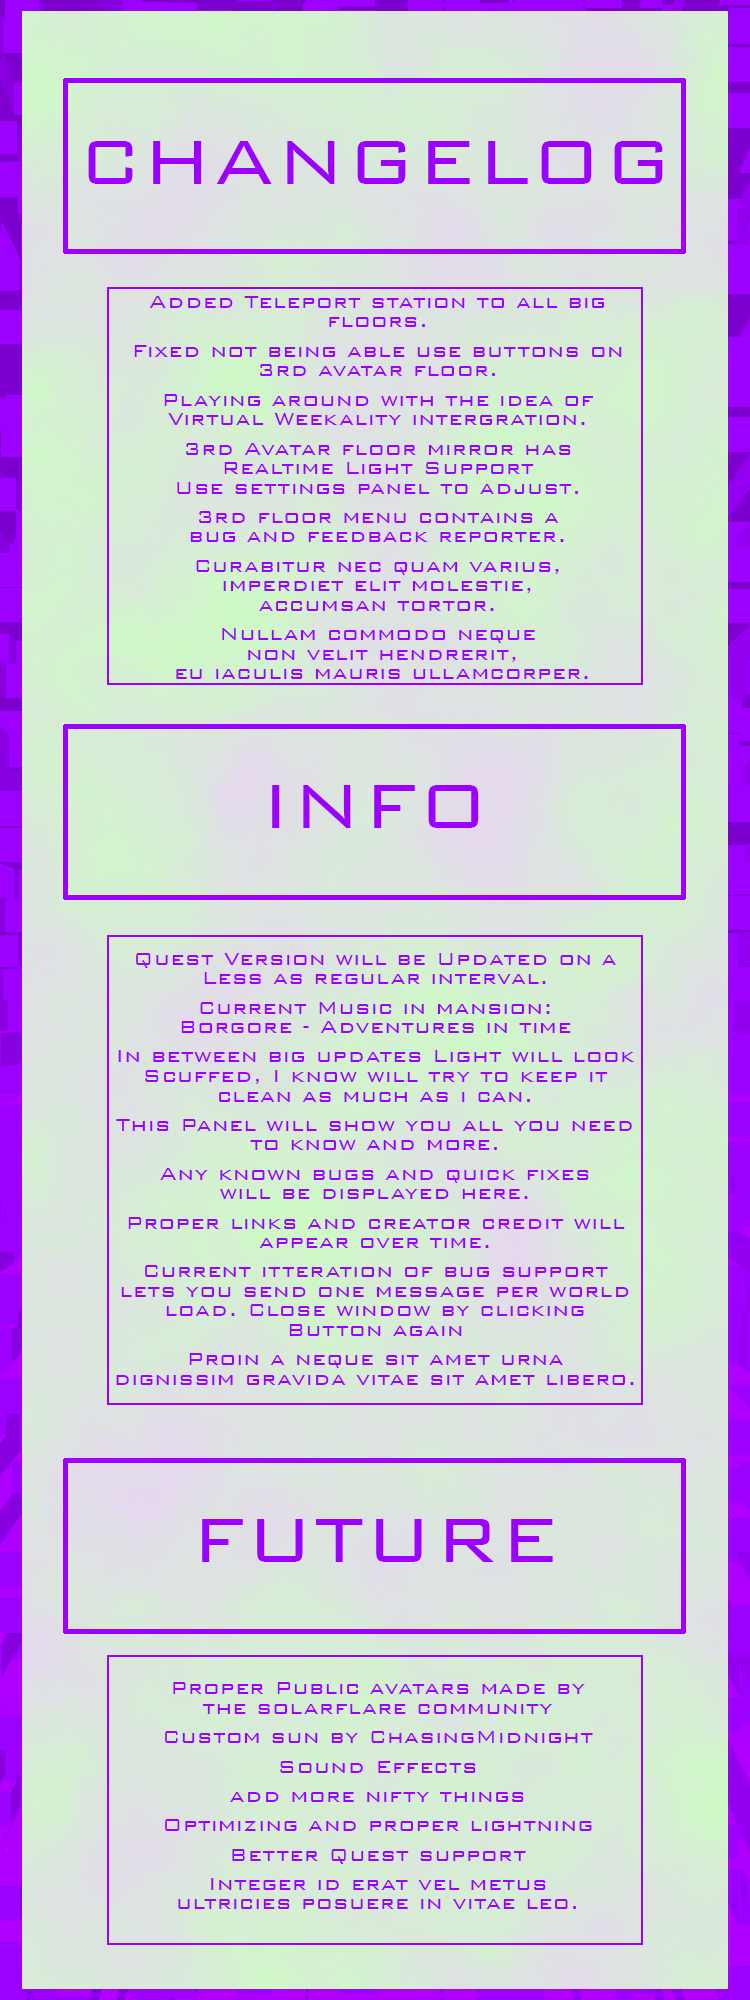 CHANGELOG
Added Teleport station to all big
floors.
Fixed not being able use buttons on
3rd avatar floor.
Playing around with the idea of
Virtual Weekality intergration.
3rd Avatar floor mirror has
Realtime Light Support
Use settings panel to adjust.
3rd floor menu contains a
bug and feedback reporter.
Curabitur nec quam varius,
imperdiet elit molestie,
accumsan tortor.
Nullam commodo neque
non velit hendrerit,
eu iaculis mauris ullamcorper.
INFO
Quest Version will be Updated on a
Less as regular interval.
Current Music in mansion:
Borgore - Adventures in time
In between big updates Light will look
Scuffed, I know will try to keep it
clean as much as i can.
This Panel will show you all you need
to know and more.
Any known bugs and quick fixes
will be displayed here.
Proper links and creator credit will
appear over time.
Current itteration of bug support
lets you send one message per world
load. Close window by clicking
Button again
Proin a neque sit amet urna
dignissim gravida vitae sit amet libero.
FUTURE
Proper Public avatars made by
the solarflare community
Custom sun by ChasingMidnight
Sound Effects
add more nifty things
Optimizing and proper lightning
Better Quest support
Integer id erat vel metus
ultricies posuere in vitae leo.